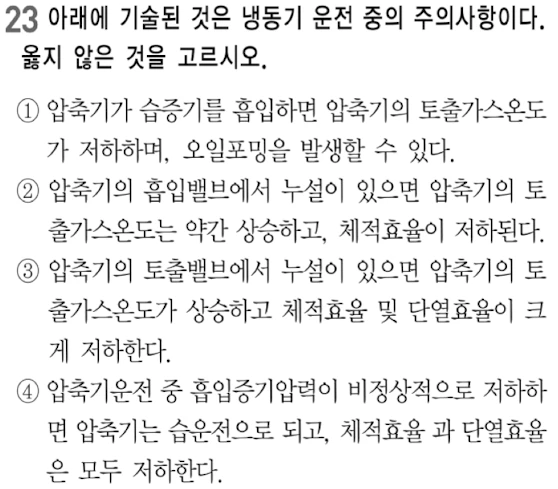 23 아래에 기술된 것은 냉동기 운전 중의 주의사항이다.
옳지 않은 것을 고르시오.
① 압축기가 습증기를 흡입하면 압축기의 토출가스온도
가 저하하며, 오일포밍을 발생할 수 있다.
② 압축기의 흡입밸브에서 누설이 있으면 압축기의 토
출가스온도는 약간 상승하고, 체적효율이 저하된다.
③ 압축기의 토출밸브에서 누설이 있으면 압축기의 토
출가스온도가 상승하고 체적효율 및 단열효율이 크
게 저하한다.
④ 압축기운전 중 흡입증기압력이 비정상적으로 저하하
면 압축기는 습운전으로 되고, 체적효율 과 단열효율
은 모두 저하한다.